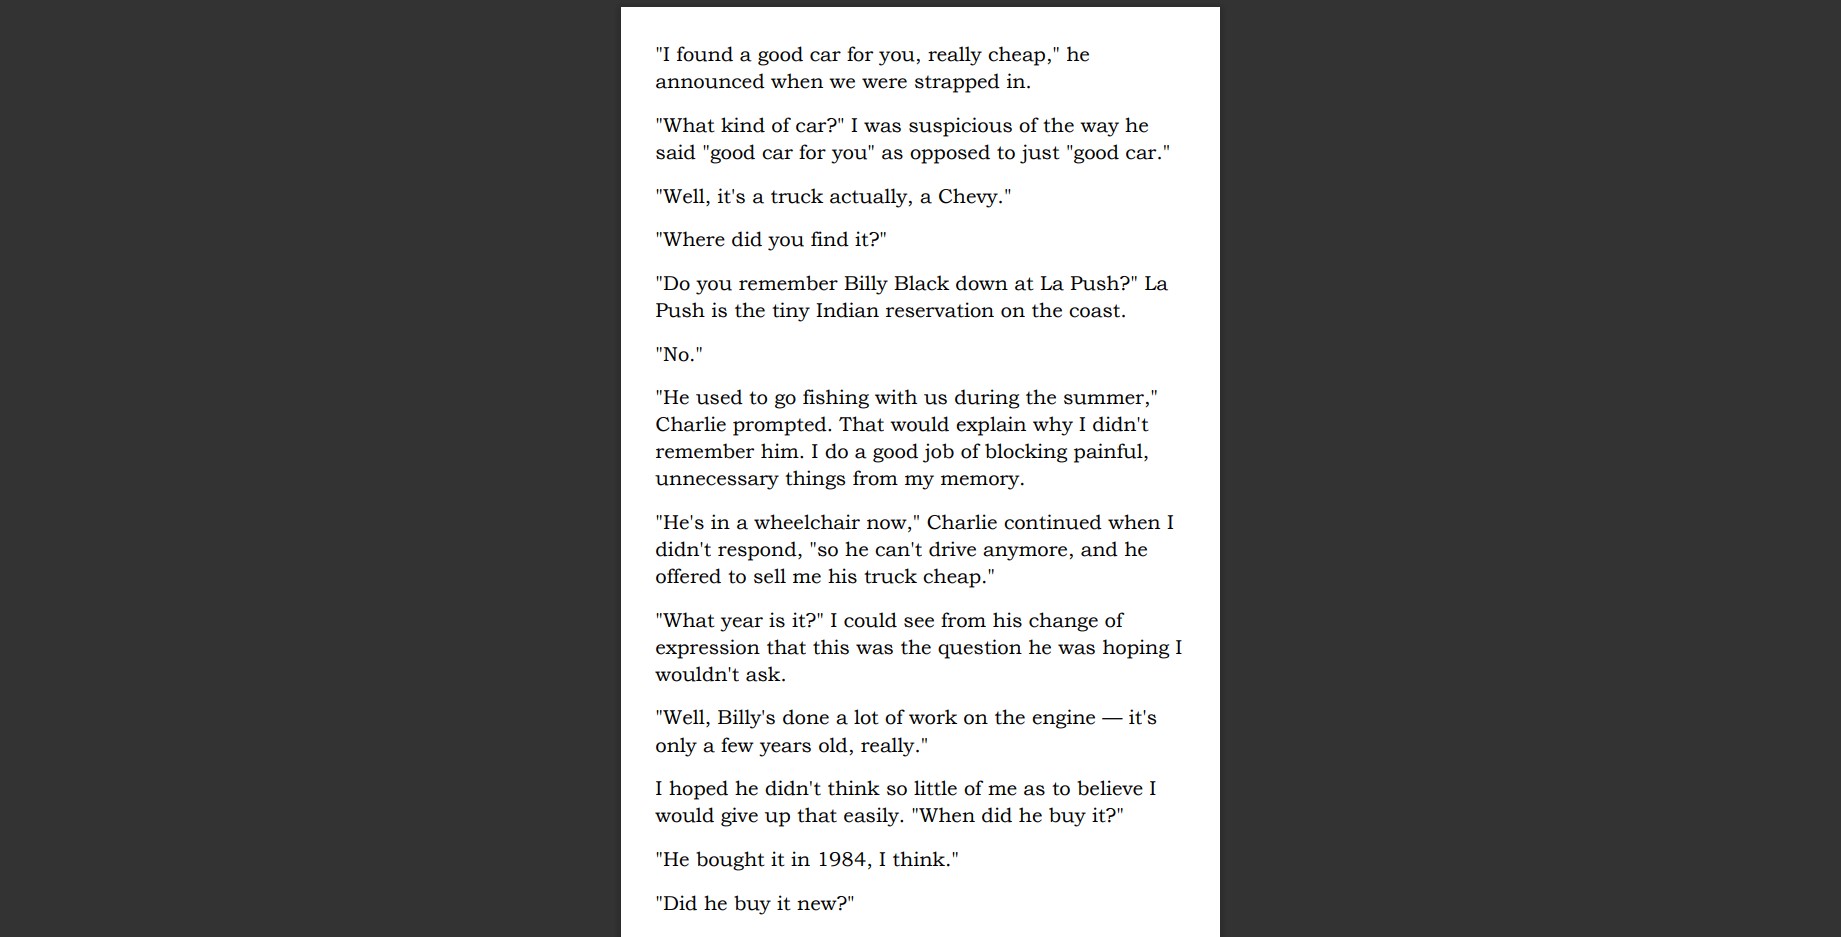 "I found a good car for you, really cheap," he
announced when we were strapped in.
"What kind of car?" I was suspicious of the way he
said "good car for you" as opposed to just "good car."
"Well, it's a truck actually, a Chevy."
"Where did you find it?"
"Do you remember Billy Black down at La Push?" La
Push is the tiny Indian reservation on the coast.
"No."
"He used to go fishing with us during the summer,"
Charlie prompted. That would explain why I didn't
remember him. I do a good job of blocking painful,
unnecessary things from my memory.
"He's in a wheelchair now," Charlie continued when I
didn't respond, "so he can't drive anymore, and he
offered to sell me his truck cheap."
"What year is it?" I could see from his change of
expression that this was the question he was hoping I
wouldn't ask.
"Well, Billy's done a lot of work on the engine — it's
only a few years old, really."
I hoped he didn't think so little of me as to believe I
would give up that easily. "When did he buy it?"
"He bought it in 1984, I think."
"Did he buy it new?"